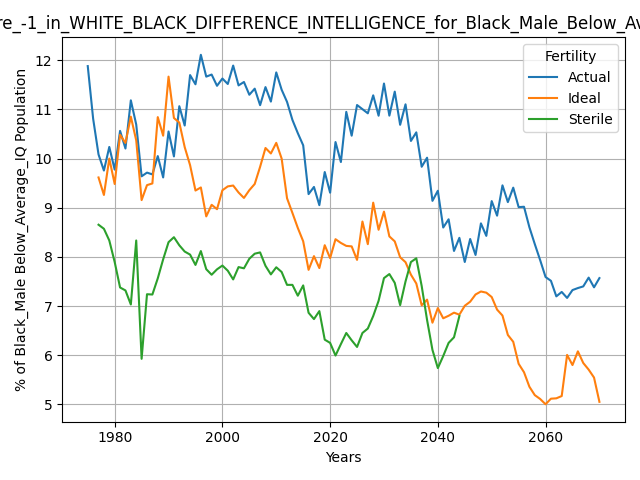 re_-1_in_WHITE_BLACK_DIFFERENCE_INTELLIGENCE_for_Black_Male_Below_Av
% of Black_Male Below_Average_IQ Population
12
11
10
9
8
7
6
5
Fertility
Actual
Ideal
Sterile
1980
2000
2020
2040
2060
Years